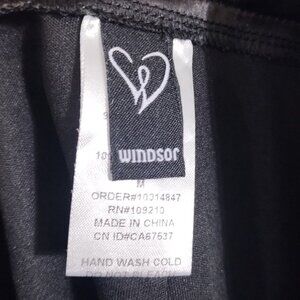 WINDSOR
M
ORDER#10314847
RN#109210
MADE IN CHINA
CN ID#CA67537
HAND WASH COLD